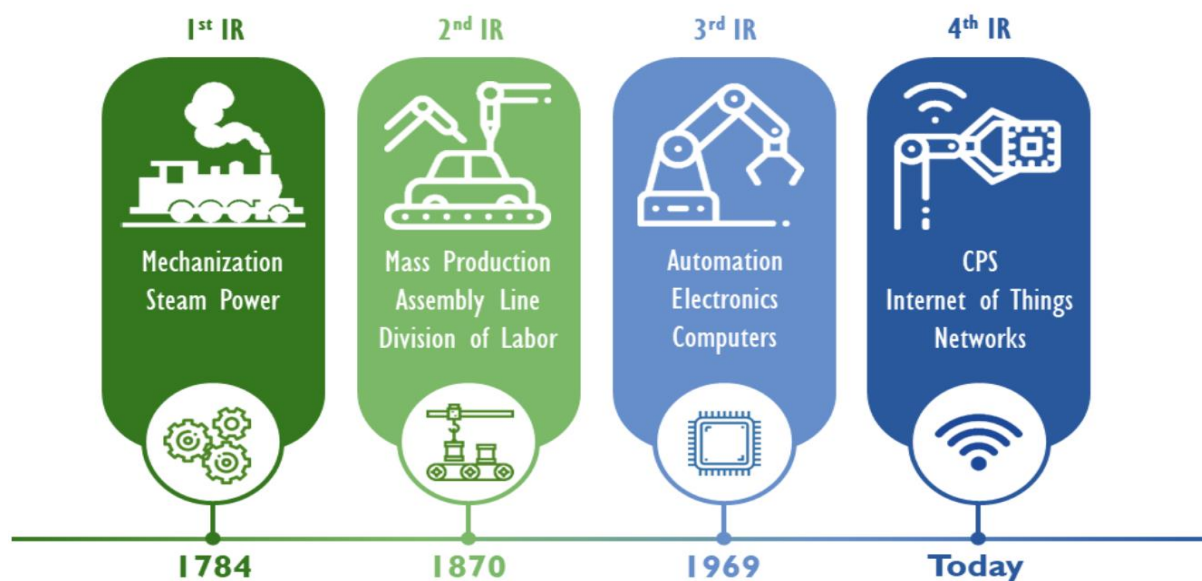 1st IR
2nd IR
3rd IR
4th IR
Mechanization
Steam Power
Mass Production
Assembly Line
Division of Labor
Automation
Electronics
Computers
CPS
Internet of Things
Networks
1784
1870
1969
Today